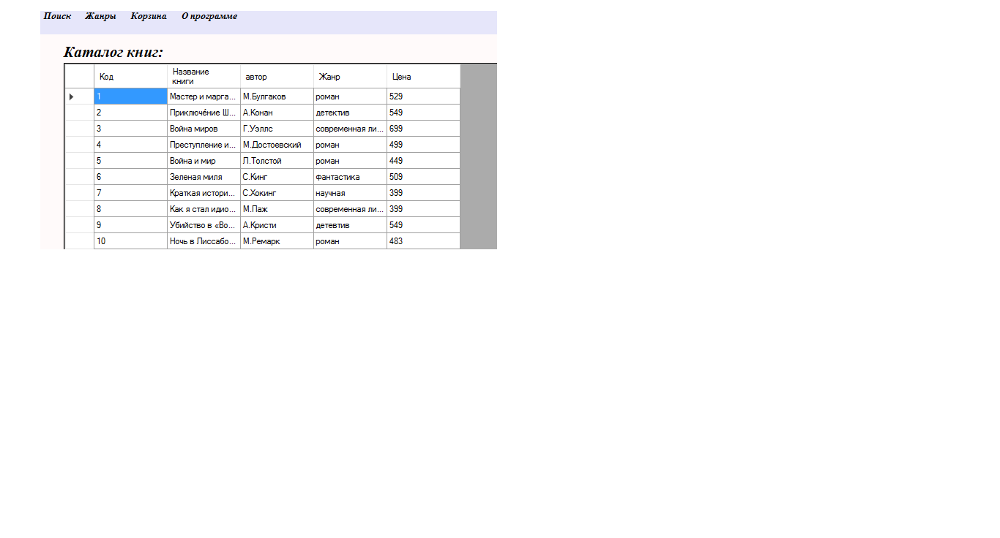 Поиск Жанры Корзина О программе
Каталог книг:
Код Название книги автор Жанр Цена
1 Мастер и марга... М.Булгаков роман 529
2 Приключе́ние Ш... А.Конан детектив 549
3 Война миров Г.Уэллс современная ли... 699
4 Преступление и... М.Достоевский роман 499
5 Война и мир Л.Толстой роман 449
6 Зеленая миля С.Кинг фантастика 509
7 Краткая истори... С.Хокинг научная 399
8 Как я стал идио... М.Паж современная ли... 399
9 Убийство в «Во... А.Кристи детевтив 549
10 Ночь в Лиссабо... М.Ремарк роман 483